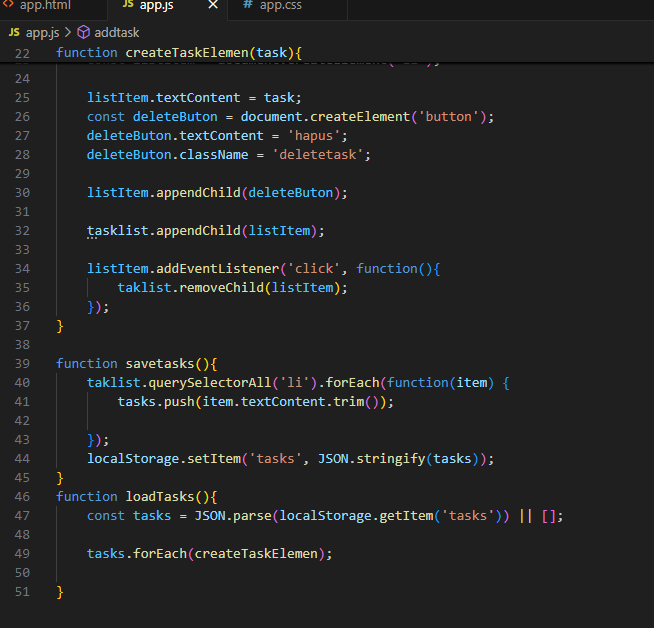 <> app.html JS app.js × # app.css
JS app.js > addtask
22 function createTaskElemen(task){
24
25 listItem.textContent = task;
26 const deleteButon = document.createElement('button');
27 deleteButon.textContent = 'hapus';
28 deleteButon.className = 'deletetask';
29
30 listItem.appendChild(deleteButon);
31
32 tasklist.appendChild(listItem);
33
34 listItem.addEventListener('click', function(){
35 taklist.removeChild(listItem);
36 });
37 }
38
39 function savetasks(){
40 taklist.querySelectorAll('li').forEach(function(item) {
41 tasks.push(item.textContent.trim());
42
43 });
44 localStorage.setItem('tasks', JSON.stringify(tasks));
45 }
46 function loadTasks(){
47 const tasks = JSON.parse(localStorage.getItem('tasks')) || [];
48
49 tasks.forEach(createTaskElemen);
50
51 }